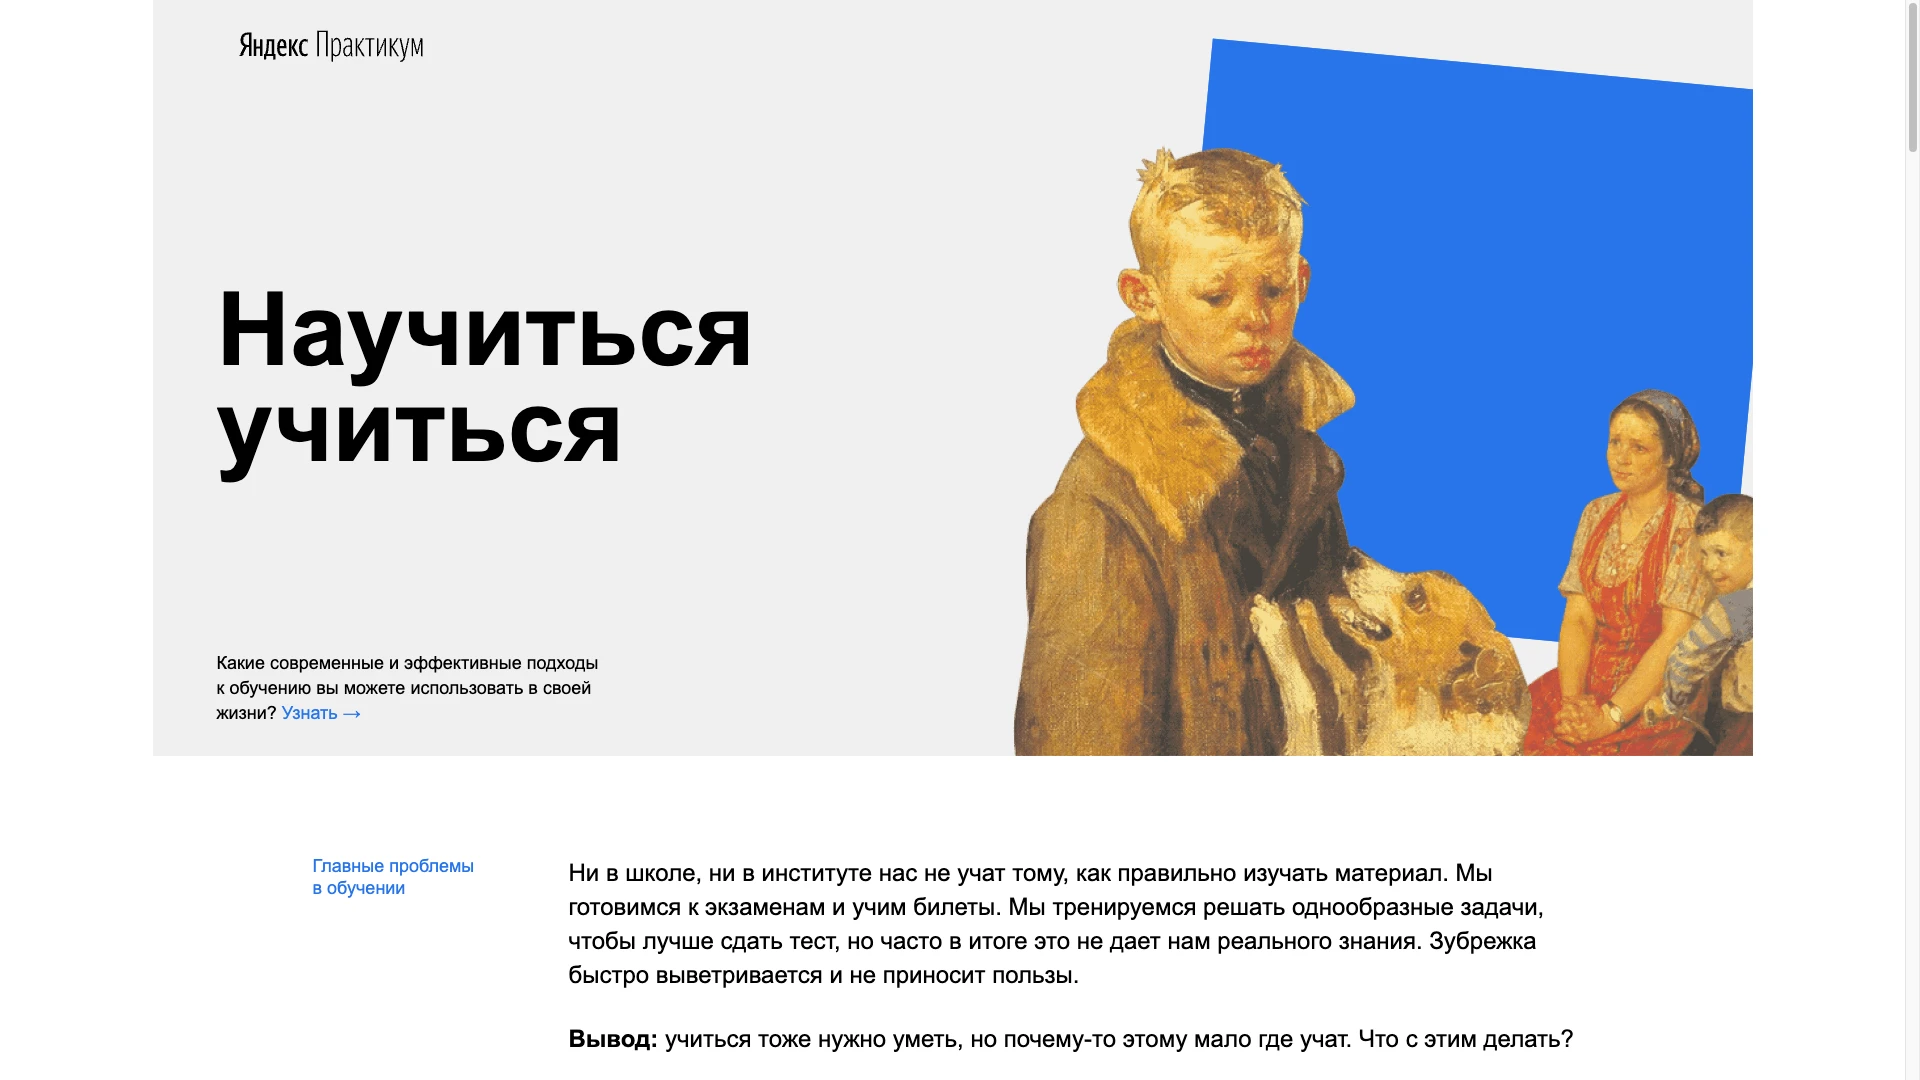 Яндекс Практикум
Научиться
учиться
Какие современные и эффективные подходы
к обучению вы можете использовать в своей
жизни? Узнать →
Главные проблемы
в обучении
Ни в школе, ни в институте нас не учат тому, как правильно изучать материал. Мы
готовимся к экзаменам и учим билеты. Мы тренируемся решать однообразные задачи,
чтобы лучше сдать тест, но часто в итоге это не дает нам реального знания. Зубрежка
быстро выветривается и не приносит пользы.
Вывод: учиться тоже нужно уметь, но почему-то этому мало где учат. Что с этим делать?